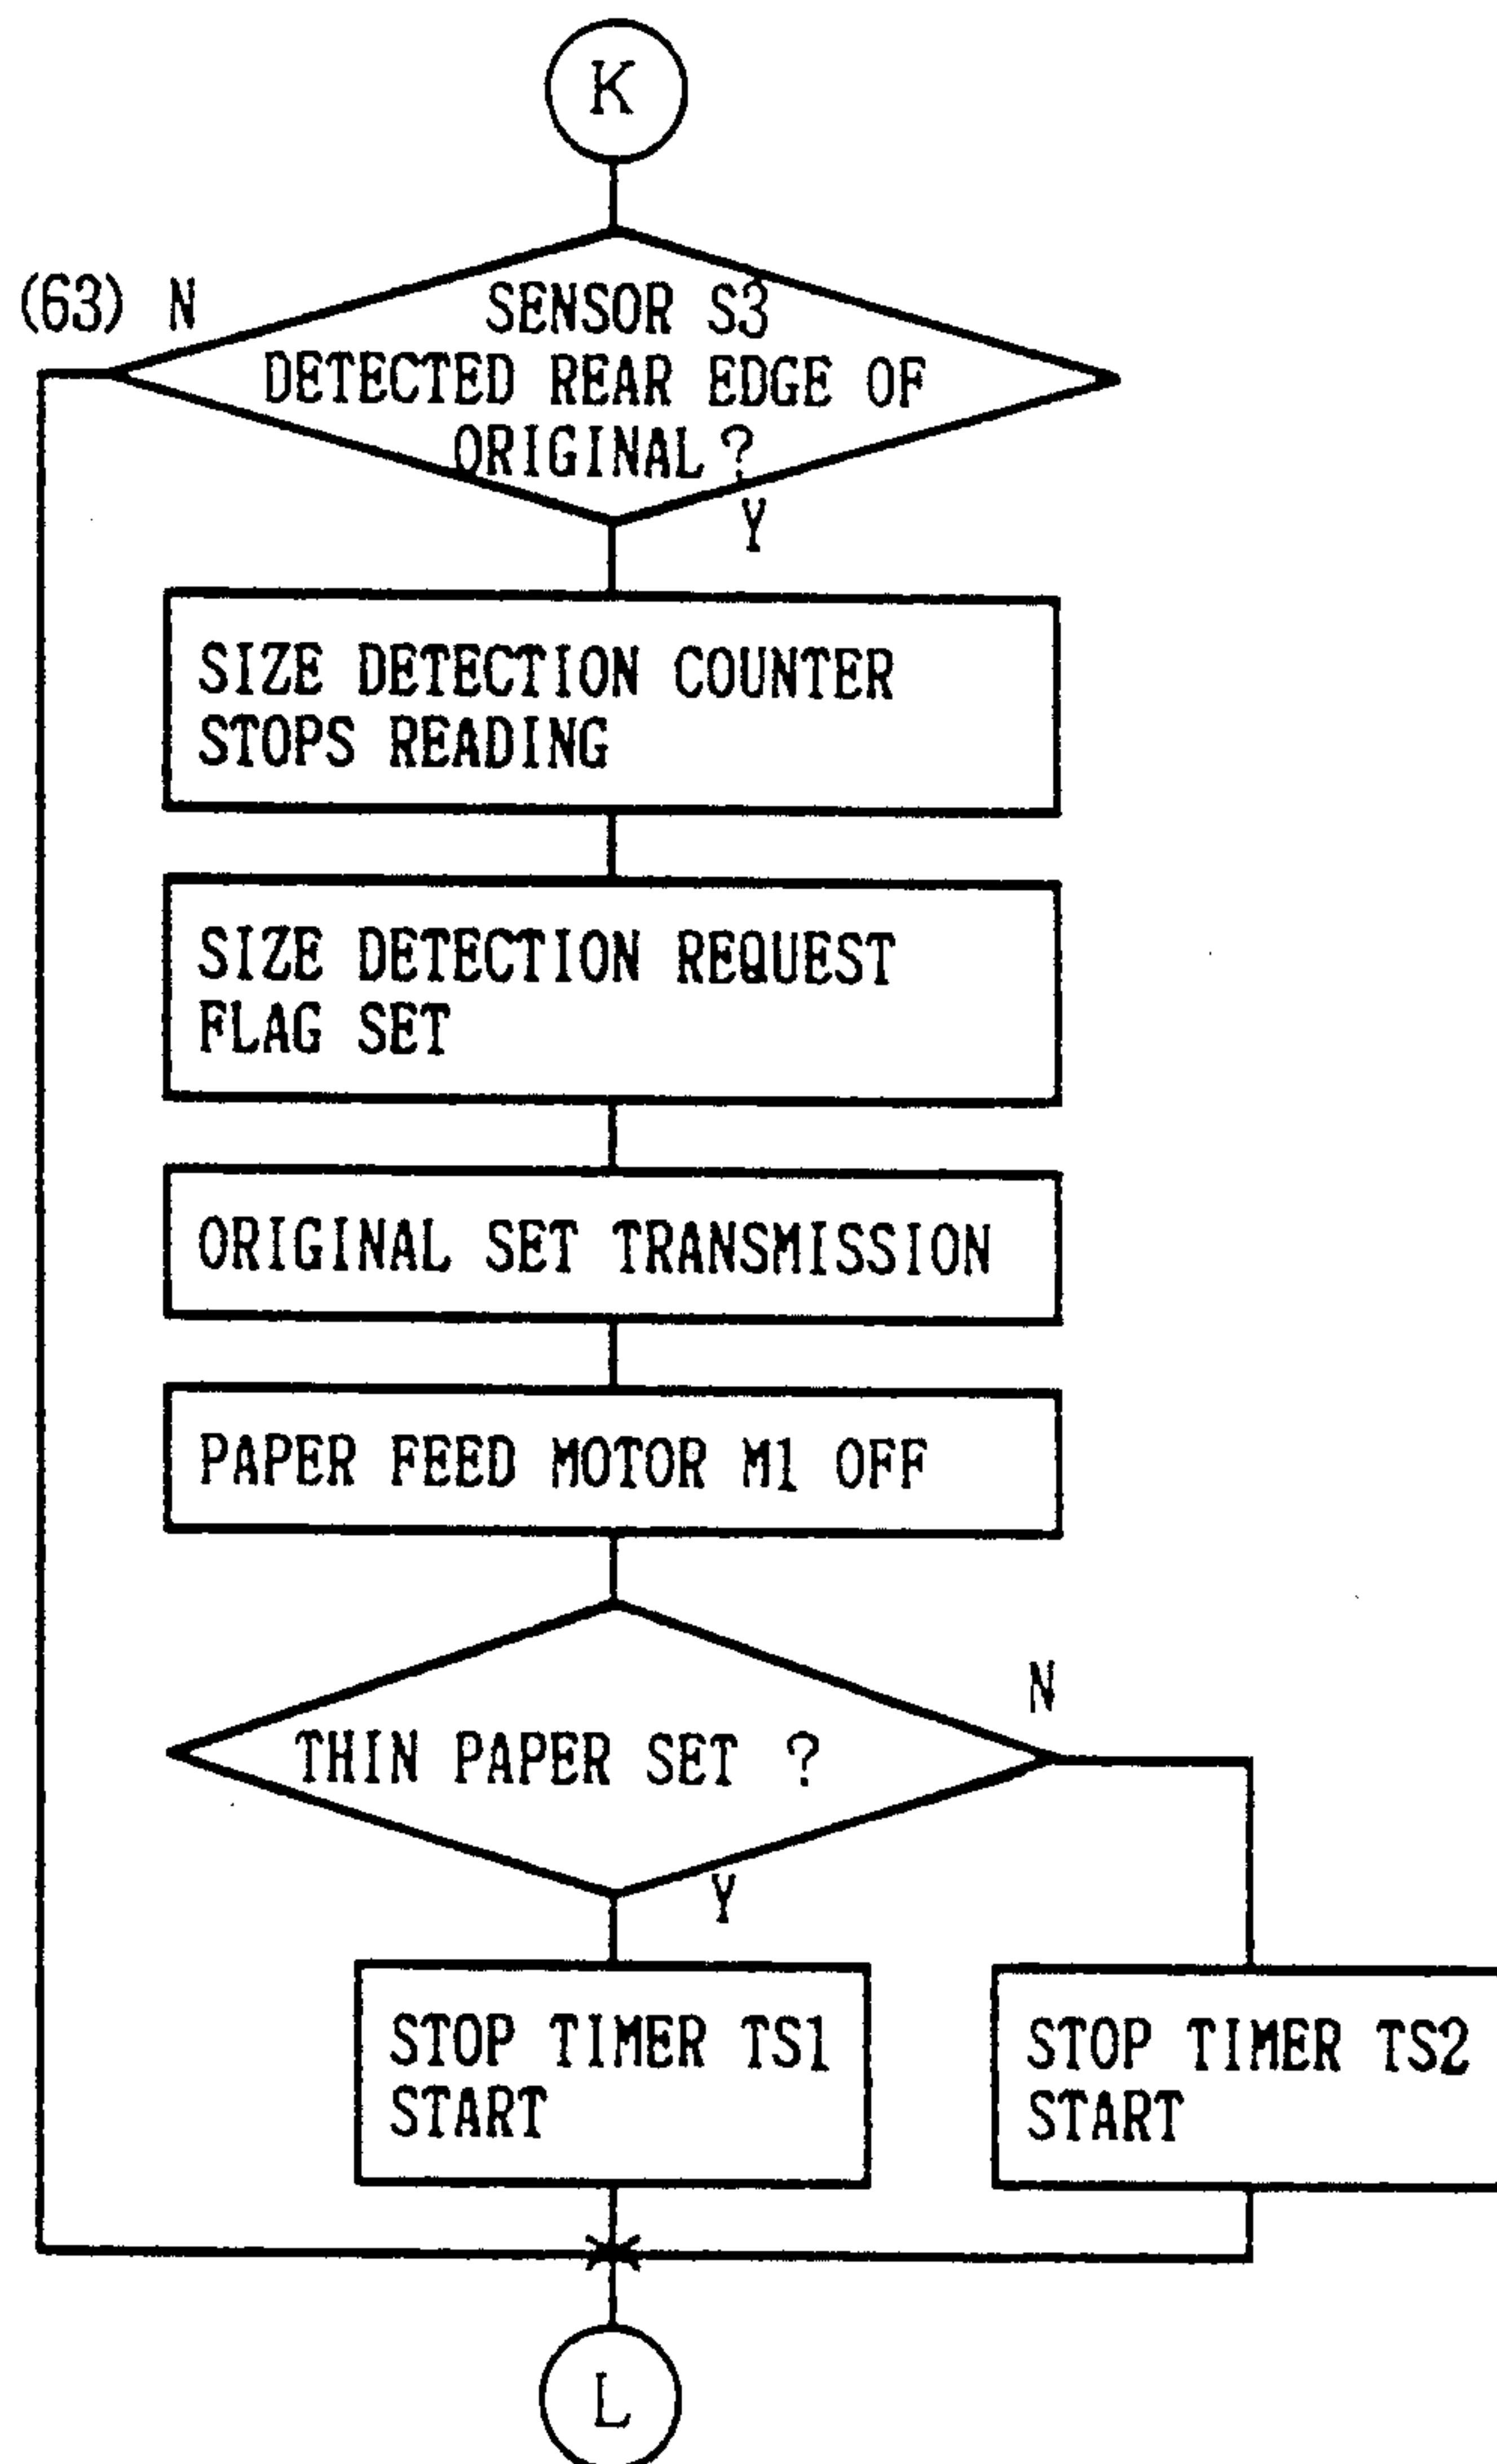 K
(63) N
SENSOR S3
DETECTED REAR EDGE OF
ORIGINAL ?
Y
SIZE DETECTION COUNTER
STOPS READING
SIZE DETECTION REQUEST
FLAG SET
ORIGINAL SET TRANSMISSION
PAPER FEED MOTOR M1 OFF
N
THIN PAPER SET ?
Y
STOP TIMER TS1
START
STOP TIMER TS2
START
L